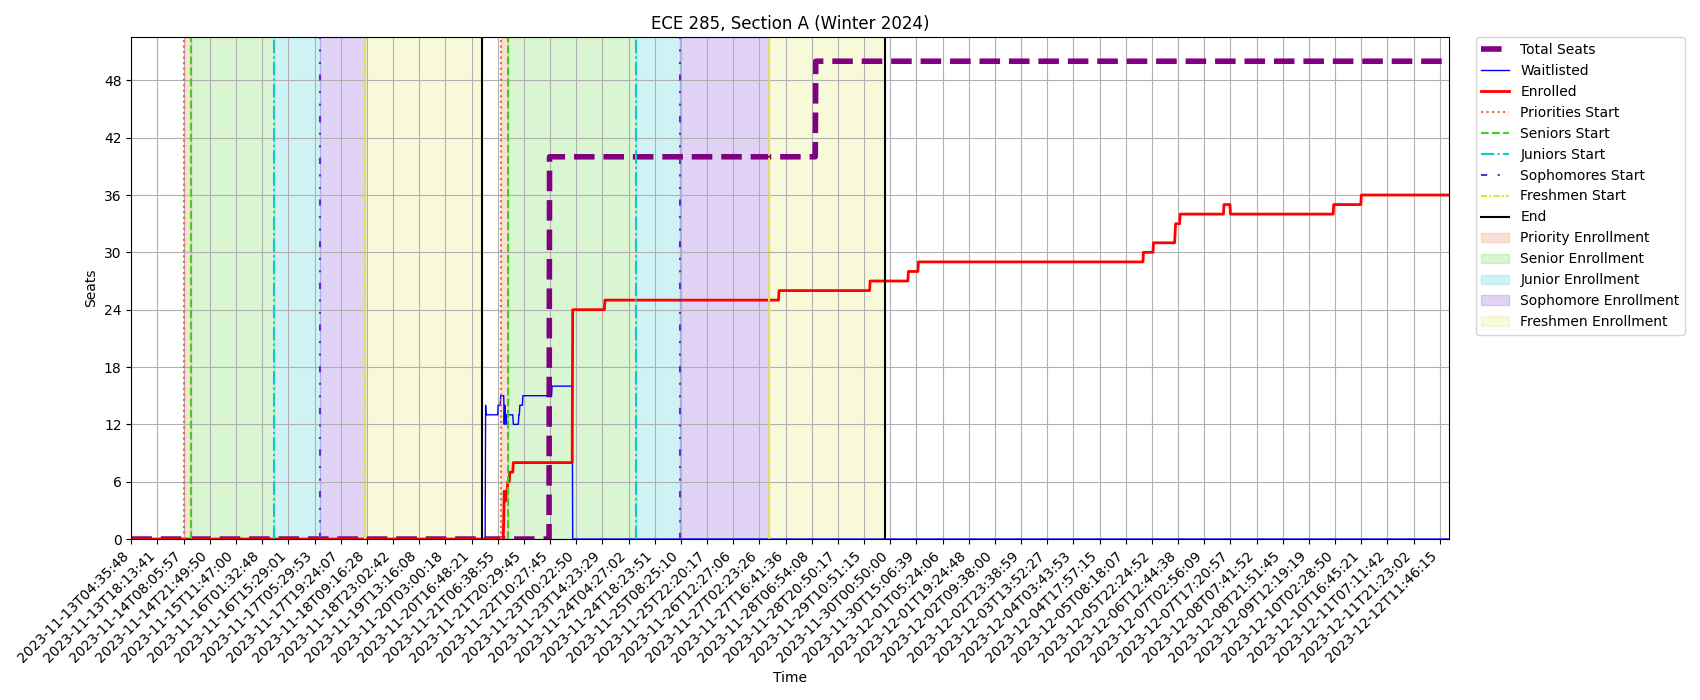 ECE 285, Section A (Winter 2024)
Total Seats
Waitlisted
Enrolled
Priorities Start
Seniors Start
Juniors Start
Sophomores Start
Freshmen Start
End
Priority Enrollment
Senior Enrollment
Junior Enrollment
Sophomore Enrollment
Freshmen Enrollment
Seats
48
42
36
30
24
18
12
6
0
2023-11-13T04:35:48
2023-11-13T18:13:41
2023-11-14T08:05:57
2023-11-14T21:49:50
2023-11-15T11:47:00
2023-11-16T01:32:48
2023-11-16T15:29:01
2023-11-17T05:29:53
2023-11-17T19:24:07
2023-11-18T09:16:28
2023-11-18T23:02:42
2023-11-19T13:16:08
2023-11-20T03:00:18
2023-11-20T16:48:21
2023-11-21T06:38:55
2023-11-21T20:29:45
2023-11-22T10:27:45
2023-11-23T00:22:50
2023-11-23T14:23:29
2023-11-24T04:27:02
2023-11-24T18:23:51
2023-11-25T08:25:10
2023-11-25T22:20:17
2023-11-26T12:27:06
2023-11-27T02:23:26
2023-11-27T16:41:36
2023-11-28T06:54:08
2023-11-28T20:50:17
2023-11-29T10:51:15
2023-11-30T00:50:00
2023-11-30T15:06:39
2023-12-01T05:24:06
2023-12-01T19:24:48
2023-12-02T09:38:00
2023-12-02T23:38:59
2023-12-03T13:52:27
2023-12-04T03:43:53
2023-12-04T17:57:15
2023-12-05T08:18:07
2023-12-05T22:24:52
2023-12-06T12:44:38
2023-12-07T02:56:09
2023-12-07T17:20:57
2023-12-08T07:41:52
2023-12-08T21:51:45
2023-12-09T12:19:19
2023-12-10T02:28:50
2023-12-10T16:45:21
2023-12-11T07:11:42
2023-12-11T21:23:02
2023-12-12T11:46:15
Time